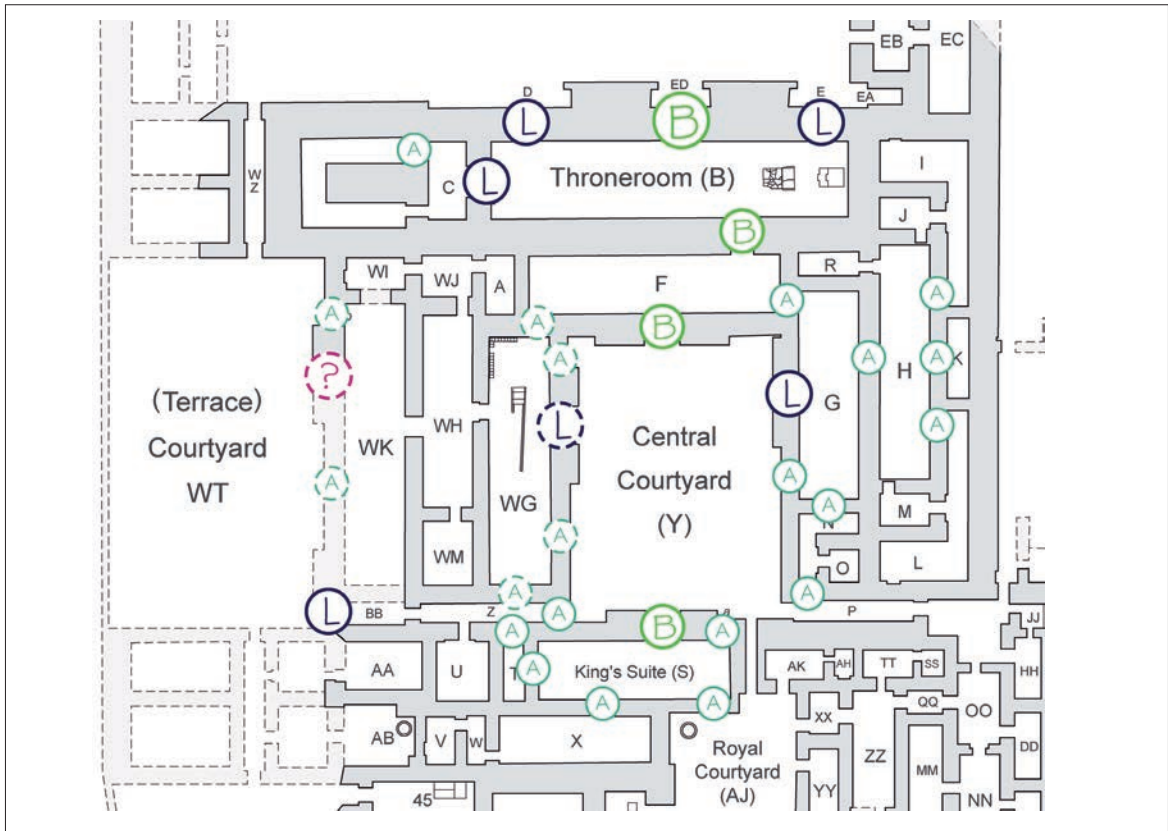 EB
EC
D
ED
E
EA
L
B
L
A
W
Z
C
L
Throneroom (B)
I
J
B
WI
WJ
A
F
R
A
A
A
A
B
A
A
A
K
?
(Terrace)
Courtyard
WT
WK
WH
WG
L
Central
Courtyard
(Y)
L
G
H
A
A
A
A
M
N
A
WM
O
L
A
A
L
BB
Z
A
P
JJ
A
B
A
AA
U
T
A
King's Suite (S)
AK
AH
TT
SS
HH
A
A
QQ
OO
XX
AB
V
W
X
Royal
Courtyard
(AJ)
ZZ
DD
MM
YY
NN
45